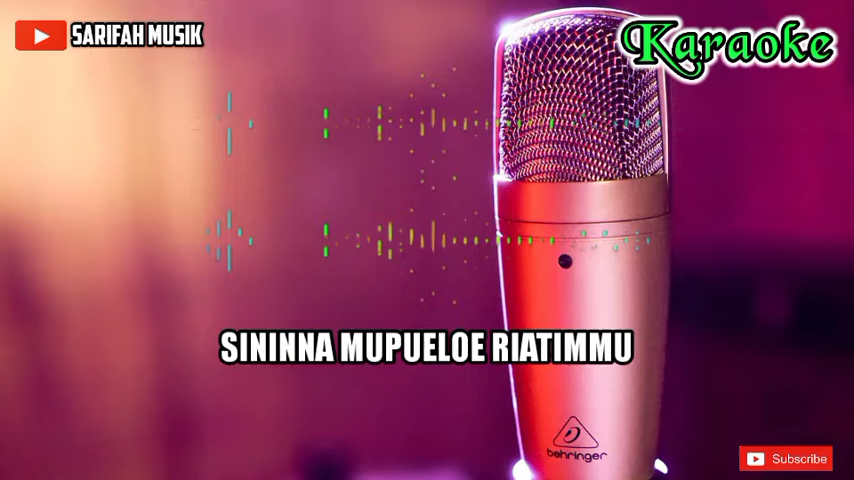 SARIFAH MUSIK
Karaoke
SININNA MUPUELOE RIATIMMU
behringer
Subscribe